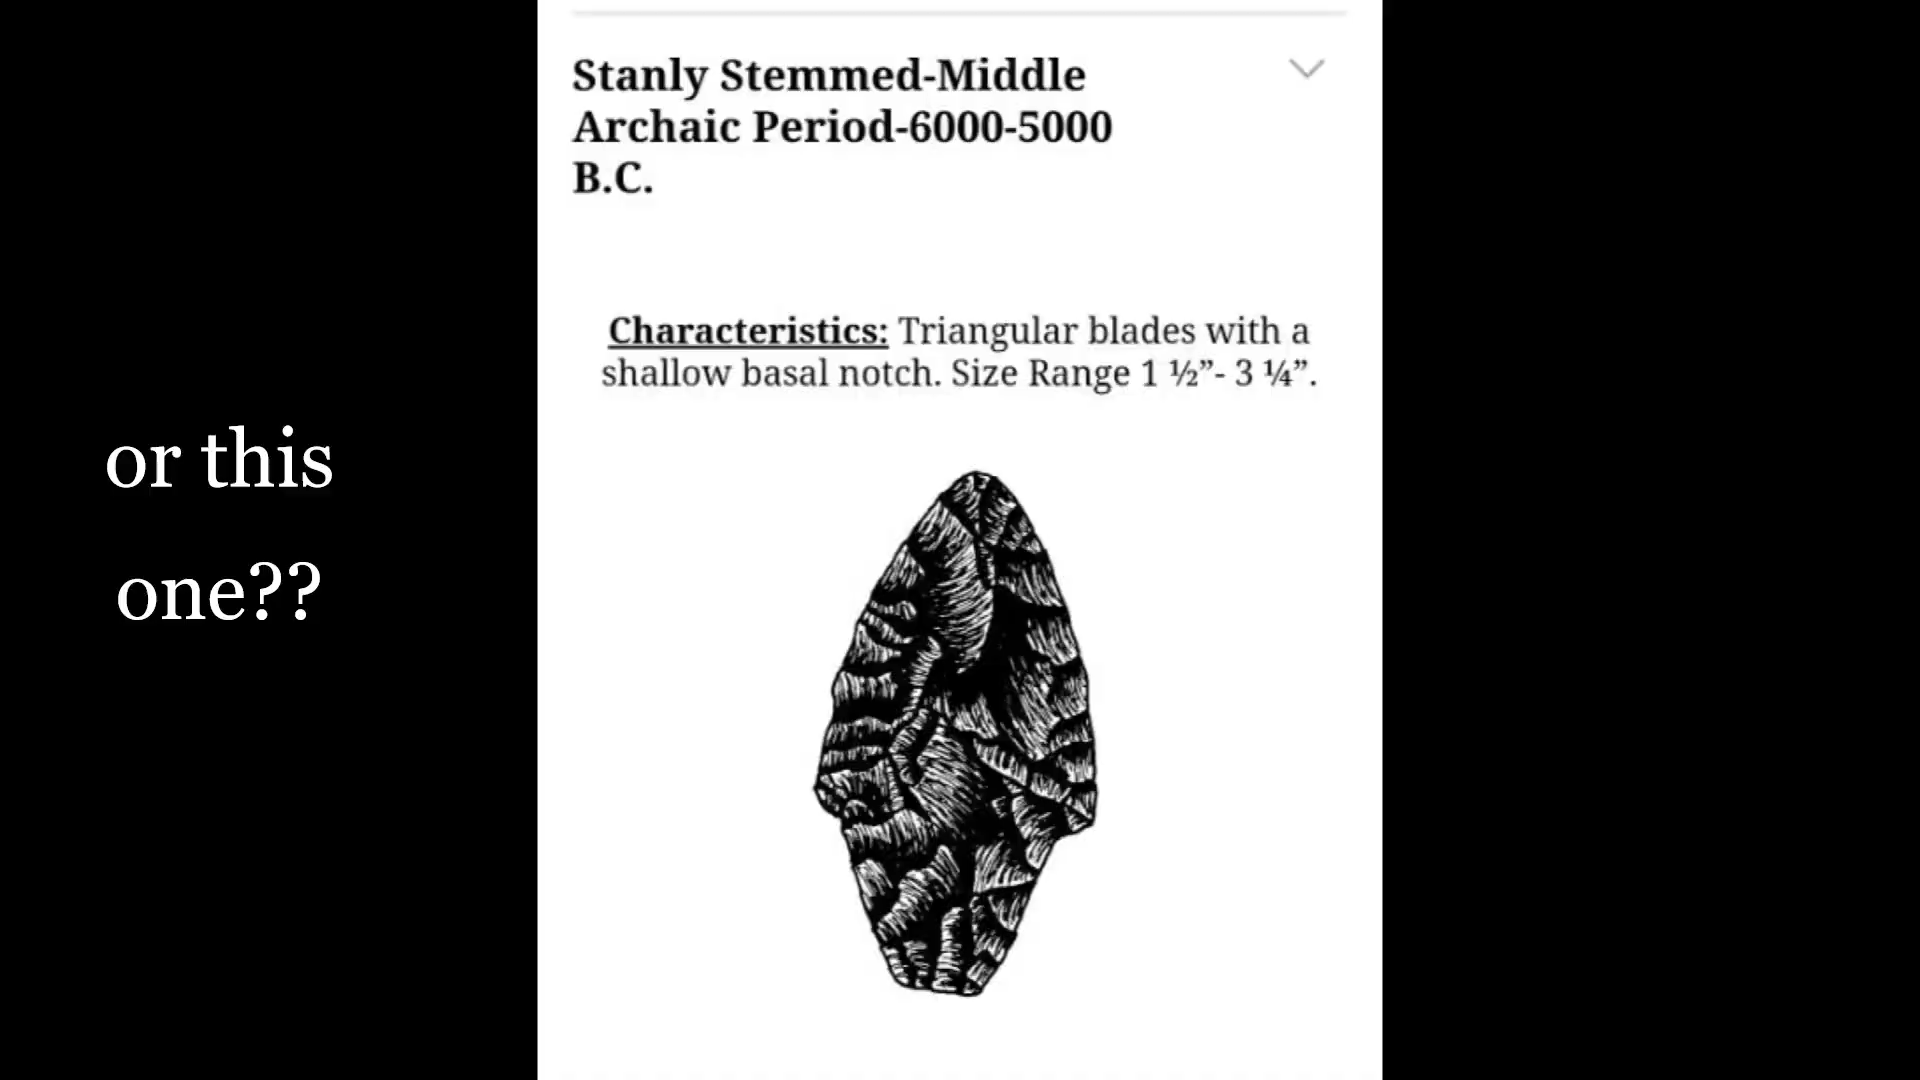 Stanly Stemmed-Middle
Archaic Period-6000-5000
B.C.
Characteristics: Triangular blades with a
shallow basal notch. Size Range 1 ½”- 3 ¼”.
or this
one??